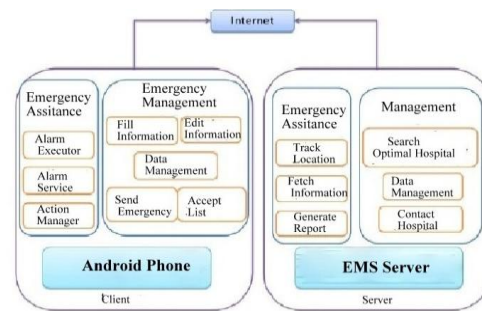 Internet
Emergency
Assitance
Alarm
Executor
Alarm
Service
Action
Manager
Emergency
Management
Fill
Information
Edit
Information
Data
Management
Send
Emergency
Accept
List
Android Phone
Client
Emergency
Assitance
Track
Location
Fetch
Information
Generate
Report
Management
Search
Optimal Hospital
Data
Management
Contact
Hospital
EMS Server
Server